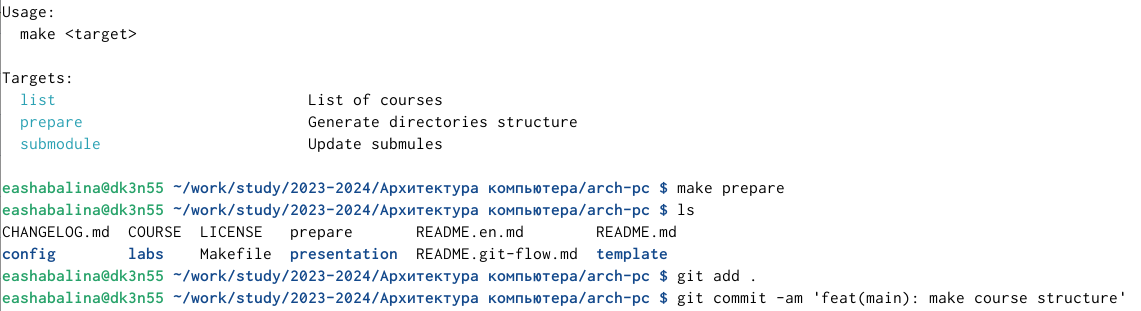 Usage:
make <target>
Targets:
list List of courses
prepare Generate directories structure
submodule Update submules
eashabalina@dk3n55 ~/work/study/2023-2024/Архитектура компьютера/arch-pc $ make prepare
eashabalina@dk3n55 ~/work/study/2023-2024/Архитектура компьютера/arch-pc $ ls
CHANGELOG.md COURSE LICENSE prepare README.en.md README.md
config labs Makefile presentation README.git-flow.md template
eashabalina@dk3n55 ~/work/study/2023-2024/Архитектура компьютера/arch-pc $ git add .
eashabalina@dk3n55 ~/work/study/2023-2024/Архитектура компьютера/arch-pc $ git commit -am 'feat(main): make course structure'